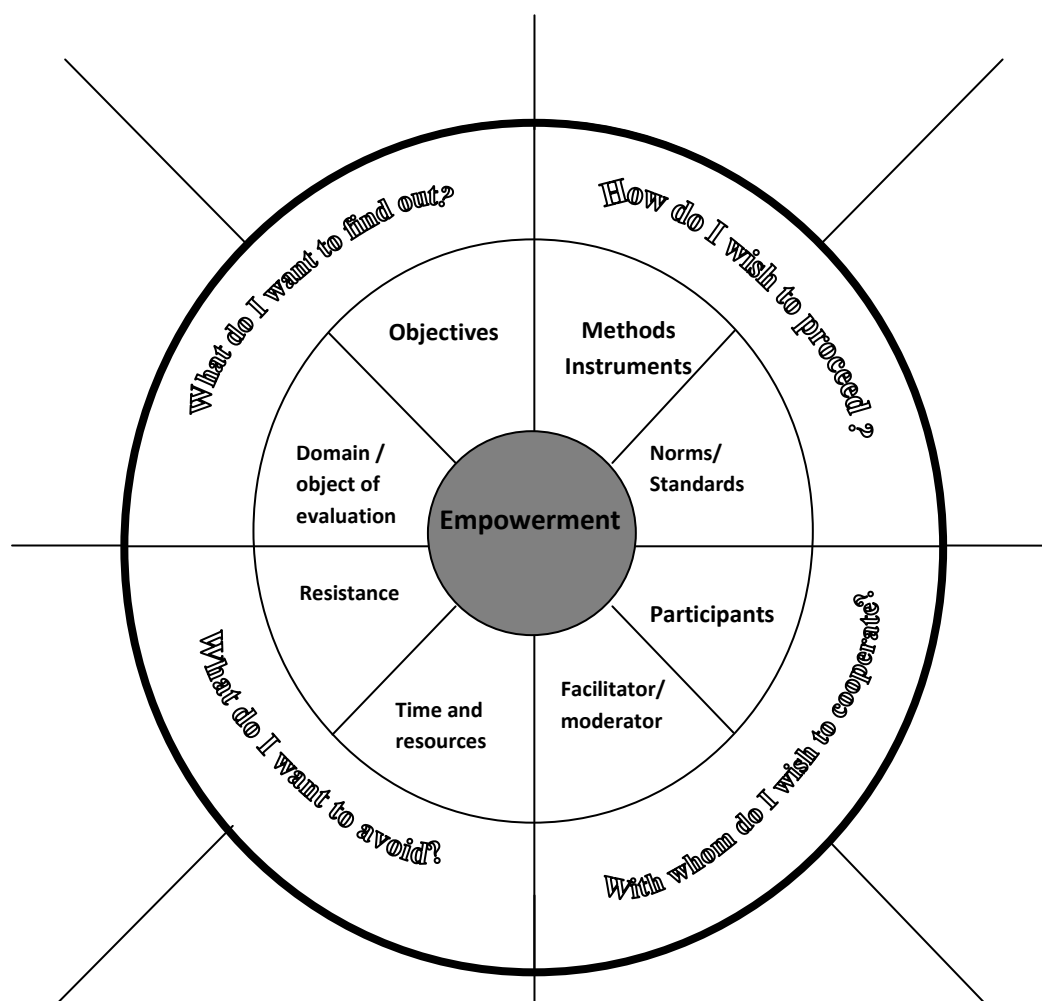 What do I want to find out?
How do I wish to proceed ?
Objectives
Methods
Instruments
Domain /
object of
evaluation
Norms/
Standards
Empowerment
Resistance
Participants
Time and
resources
Facilitator/
moderator
What do I want to avoid?
With whom do I wish to cooperate?